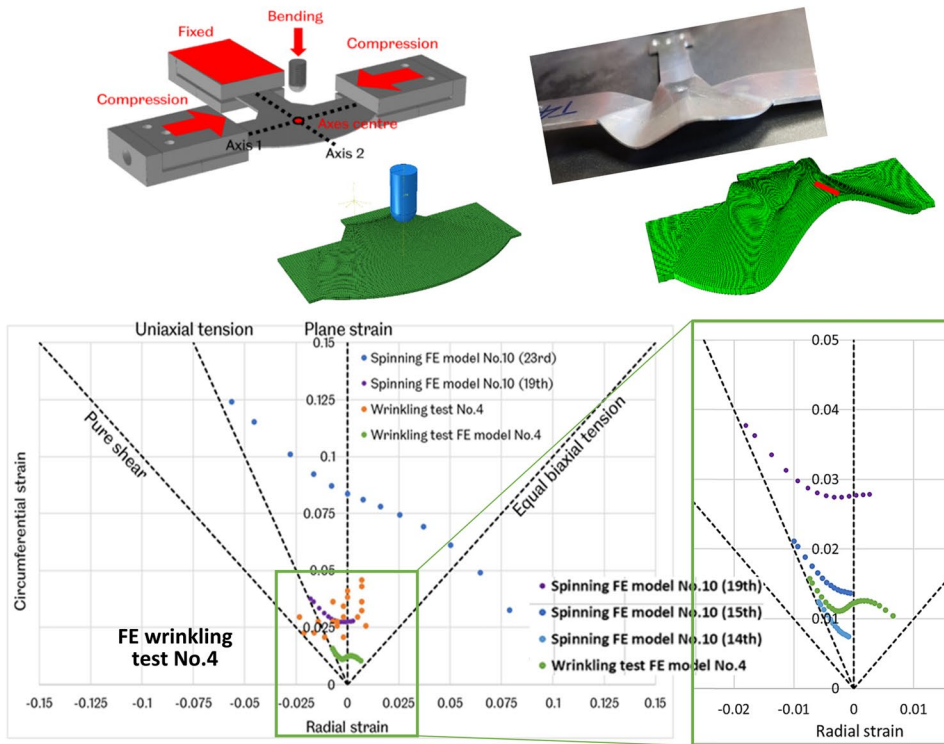 Bending
Fixed
Compression
Compression
Axes centre
Axis 1
Axis 2
Uniaxial tension
Plane strain
0.15
Spinning FE model No.10 (23rd)
Spinning FE model No.10 (19th)
Wrinkling test No.4
Wrinkling test FE model No.4
0.125
0.1
0.075
0.05
0.025
0
Pure shear
Equal biaxial tension
Circumferential strain
FE wrinkling
test No.4
-0.15 -0.125 -0.1 -0.075 -0.05 -0.025 0 0.025 0.05 0.075 0.1 0.125 0.15
Radial strain
0.05
0.04
0.03
0.02
0.01
0
Spinning FE model No.10 (19th)
Spinning FE model No.10 (15th)
Spinning FE model No.10 (14th)
Wrinkling test FE model No.4
-0.02 -0.01 0 0.01
Radial strain